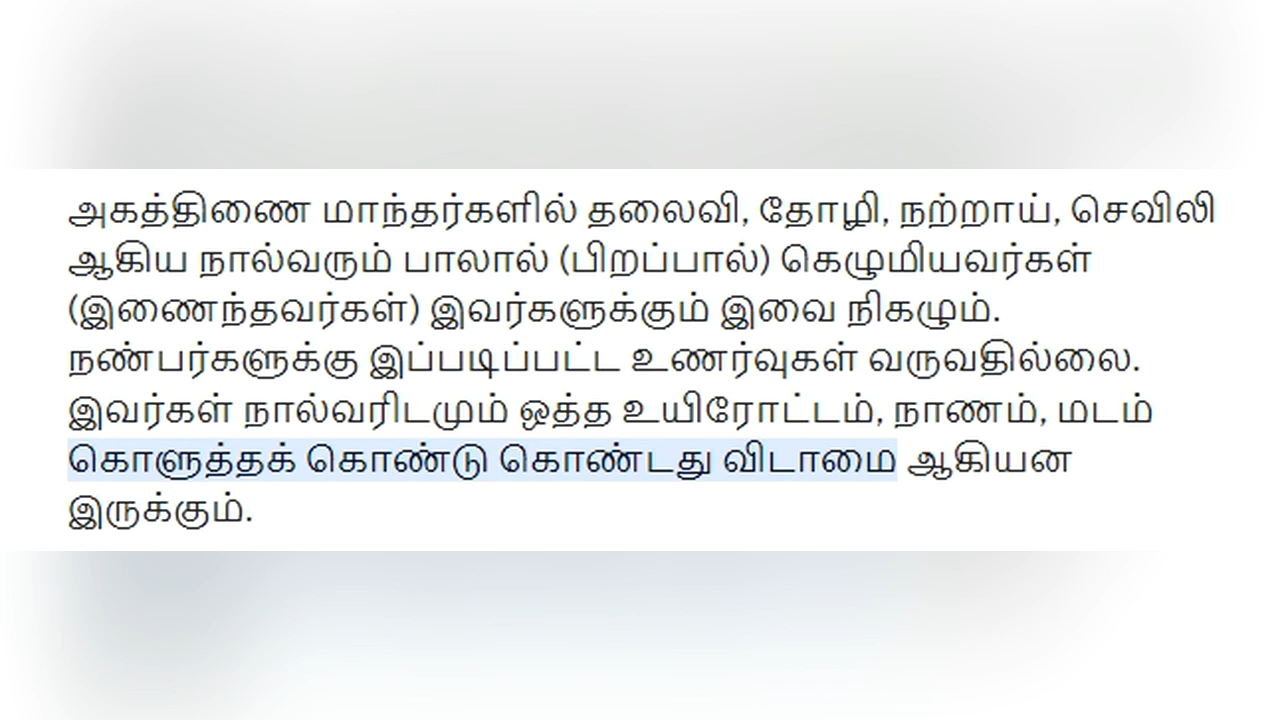 அகத்திணை மாந்தர்களில் தலைவி, தோழி, நற்றாய், செவிலி
ஆகிய நால்வரும் பாலால் (பிறப்பால்) கெழுமியவர்கள்
(இணைந்தவர்கள்) இவர்களுக்கும் இவை நிகழும்.
நண்பர்களுக்கு இப்படிப்பட்ட உணர்வுகள் வருவதில்லை.
இவர்கள் நால்வரிடமும் ஒத்த உயிரோட்டம், நாணம், மடம்
கொளுத்தக் கொண்டு கொண்டது விடாமை ஆகியன
இருக்கும்.